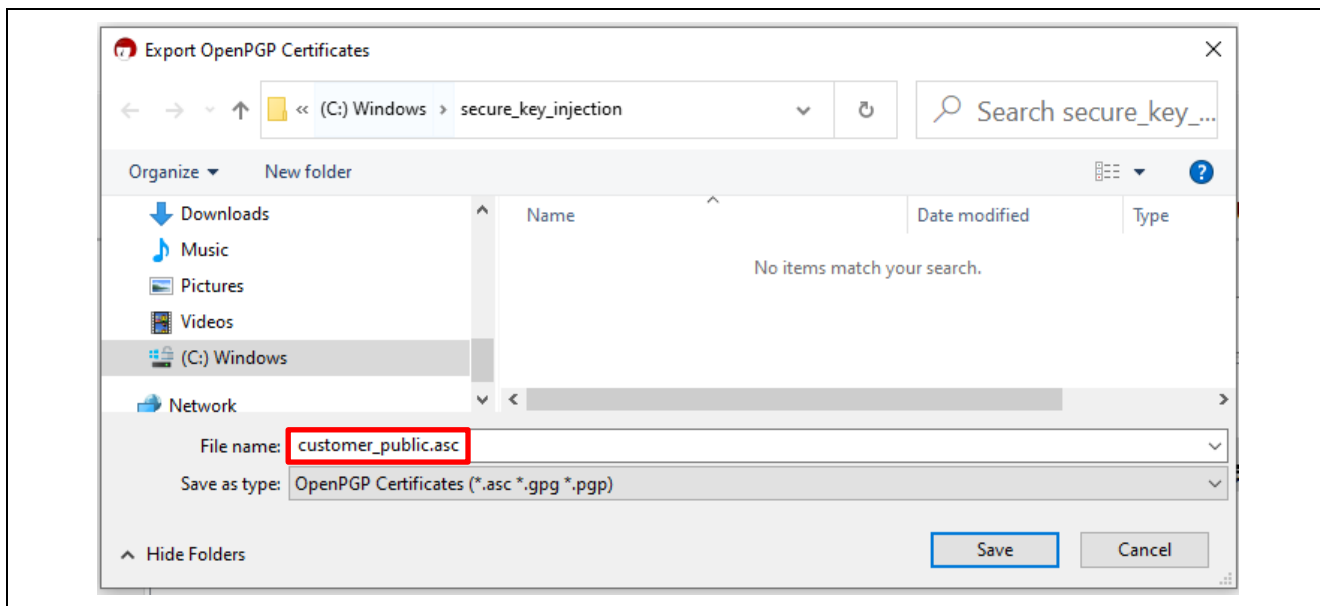 Export OpenPGP Certificates
« (C:) Windows › secure_key_injection
Search secure_key_...
Organize New folder
Name Date modified Type
Downloads
Music
No items match your search.
Pictures
Videos
(C:) Windows
Network
File name: customer_public.asc
Save as type: OpenPGP Certificates (*.asc *.gpg *.pgp)
Hide Folders
Save Cancel